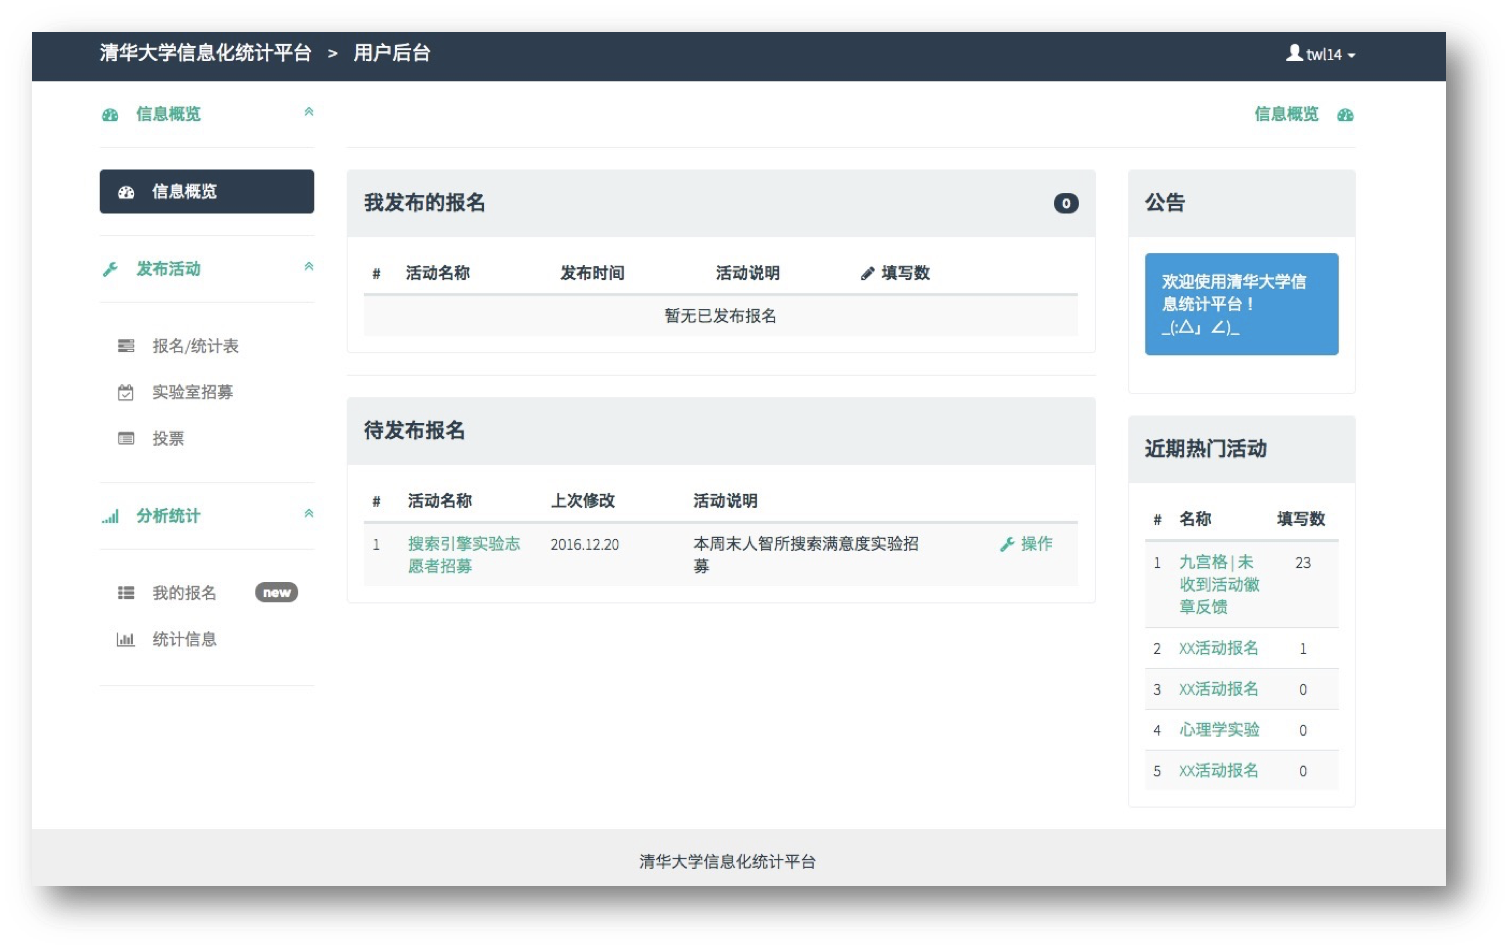 清华大学信息化统计平台 > 用户后台
twl14
信息概览
信息概览
信息概览
发布活动
报名/统计表
实验室招募
投票
分析统计
我的报名 new
统计信息
我发布的报名 0
# 活动名称 发布时间 活动说明 填写数
暂无已发布报名
待发布报名
# 活动名称 上次修改 活动说明
1 搜索引擎实验志 2016.12.20 本周末人智所搜索满意度实验招 操作
愿者招募 募
公告
欢迎使用清华大学信
息统计平台！
_(:△」∠)_
近期热门活动
# 名称 填写数
1 九宫格 | 未 23
收到活动徽
章反馈
2 XX活动报名 1
3 XX活动报名 0
4 心理学实验 0
5 XX活动报名 0
清华大学信息化统计平台